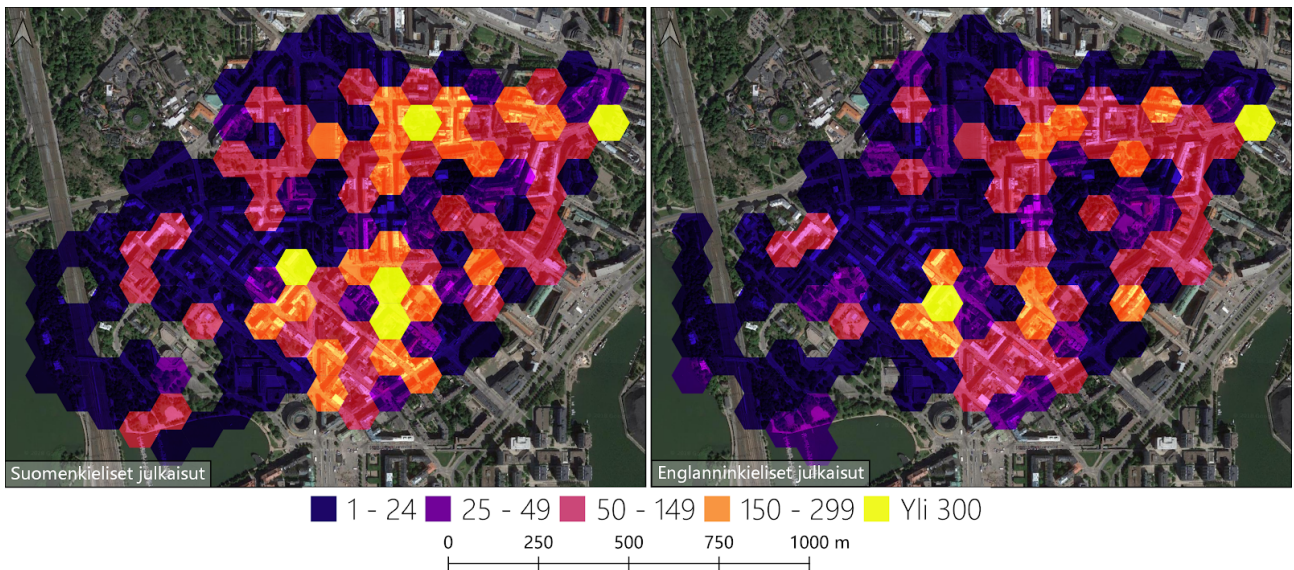 Suomenkieliset julkaisut
Englanninkieliset julkaisut
1 - 24 25 - 49 50 - 149 150 - 299 Yli 300
0 250 500 750 1000 m